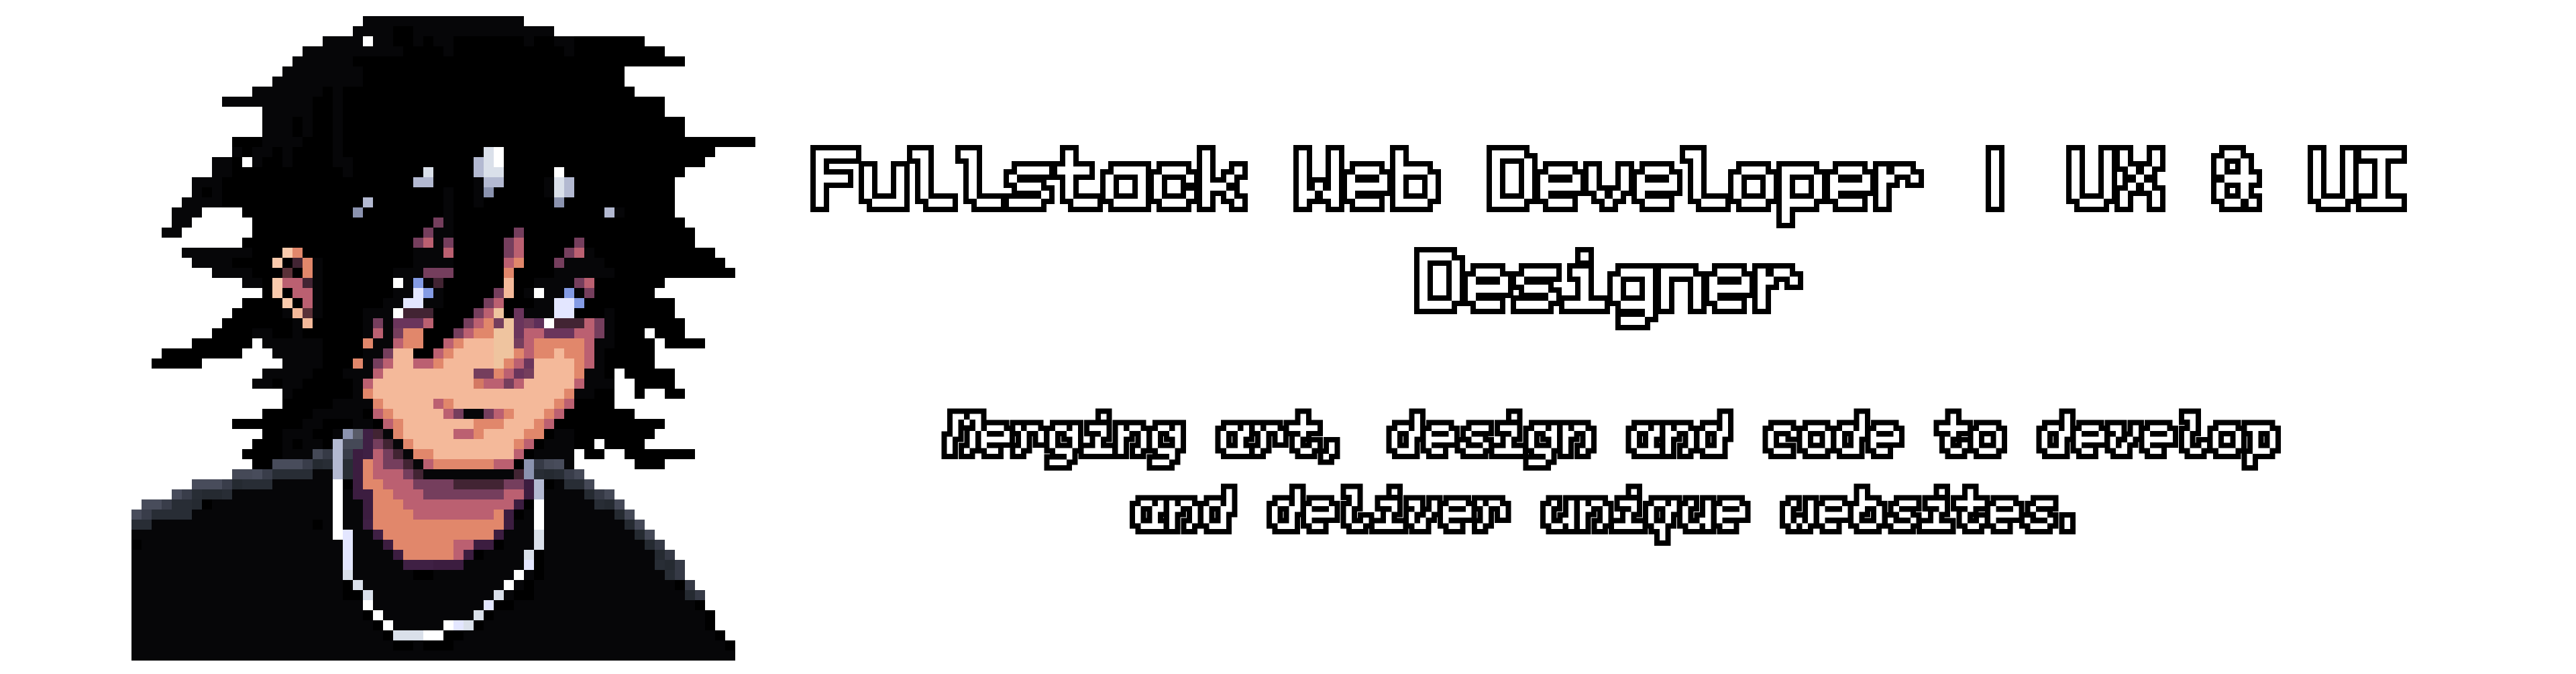 Fullstack Web Developer | UX & UI
Designer
Merging art, design and code to develop
and deliver unique websites.